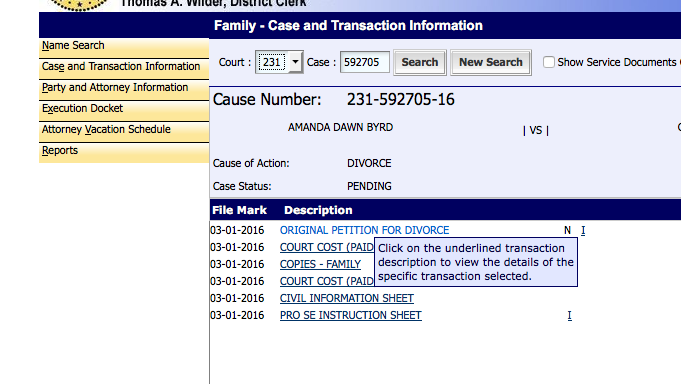 Thomas A. Wilder, District Clerk
Family - Case and Transaction Information
Name Search
Case and Transaction Information
Party and Attorney Information
Execution Docket
Attorney Vacation Schedule
Reports
Court : 231 Case : 592705 Search New Search Show Service Documents
Cause Number: 231-592705-16
AMANDA DAWN BYRD | VS |
Cause of Action: DIVORCE
Case Status: PENDING
File Mark Description
03-01-2016 ORIGINAL PETITION FOR DIVORCE N I
03-01-2016 COURT COST (PAID
03-01-2016 COPIES - FAMILY
03-01-2016 COURT COST (PAID
03-01-2016 CIVIL INFORMATION SHEET
03-01-2016 PRO SE INSTRUCTION SHEET I
Click on the underlined transaction
description to view the details of the
specific transaction selected.